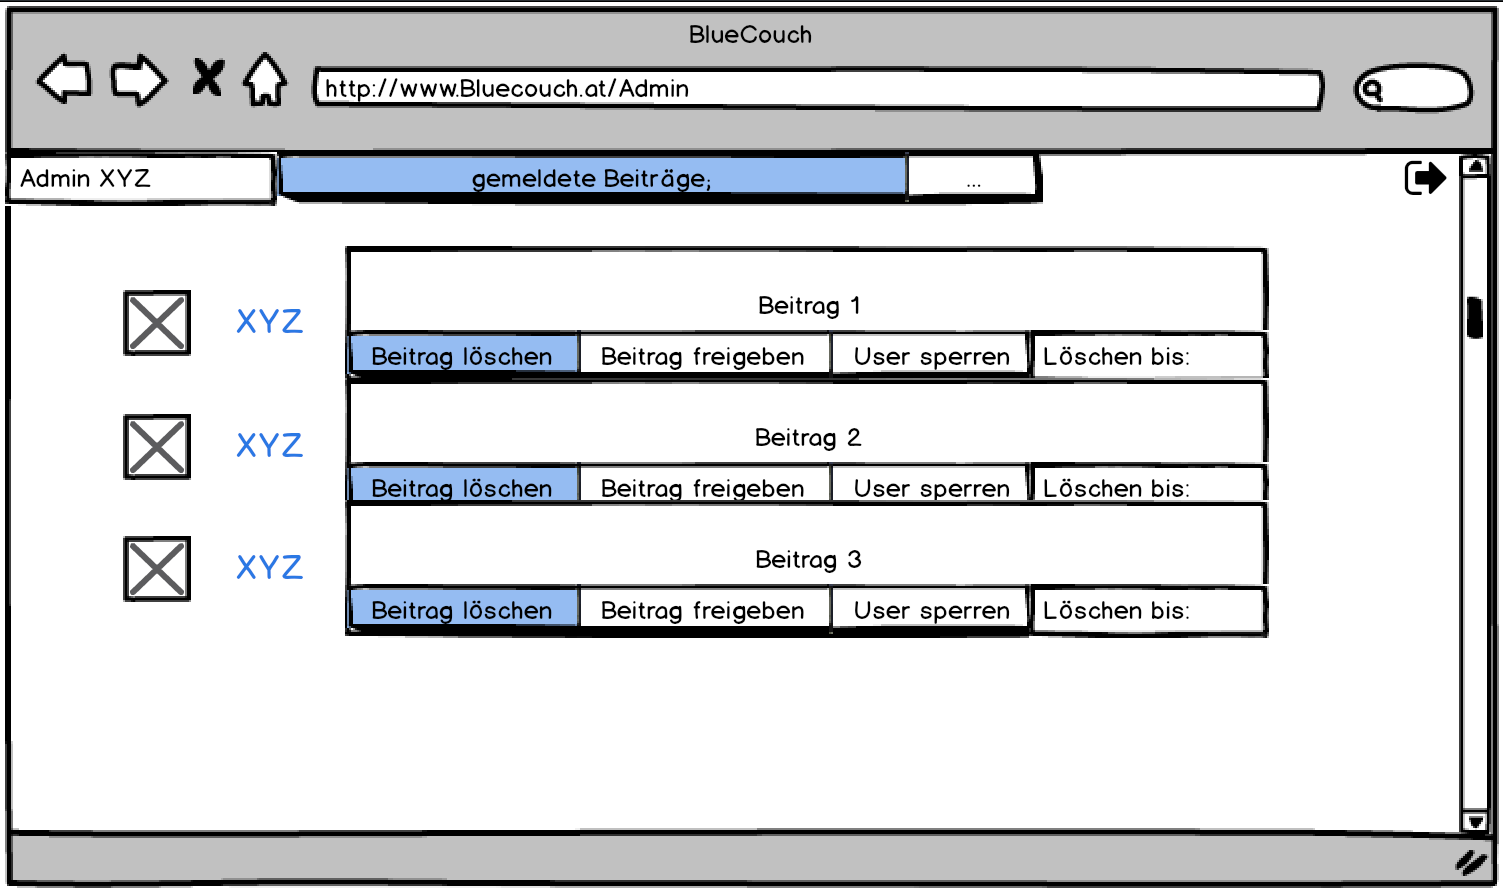 BlueCouch
http://www.Bluecouch.at/Admin
Admin XYZ
gemeldete Beiträge;
...
XYZ
Beitrag 1
Beitrag löschen
Beitrag freigeben
User sperren
Löschen bis:
XYZ
Beitrag 2
Beitrag löschen
Beitrag freigeben
User sperren
Löschen bis:
XYZ
Beitrag 3
Beitrag löschen
Beitrag freigeben
User sperren
Löschen bis: